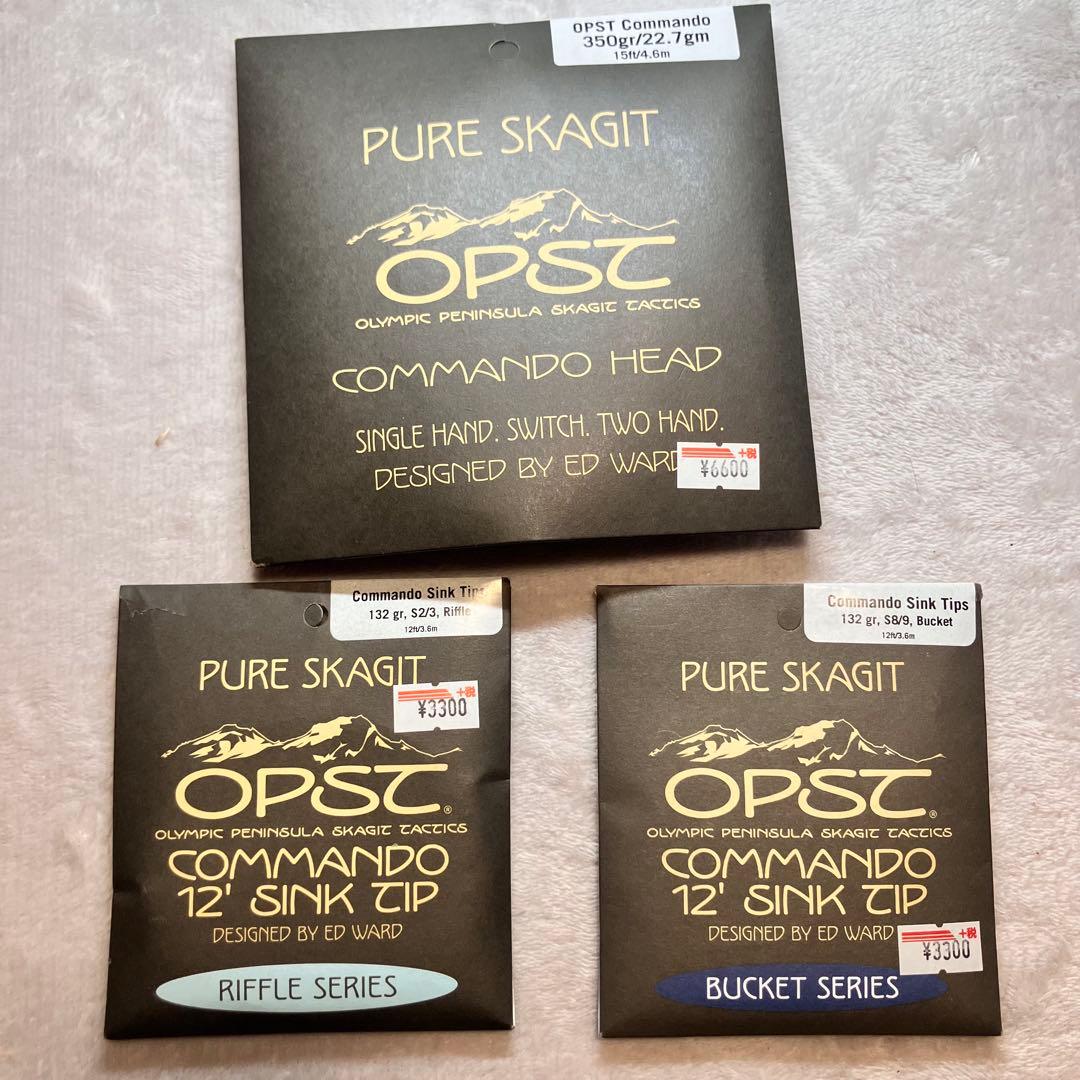 OPST Commando
350gr/22.7gm
15ft/4.6m
PURE SKAGIT
OPST
OLYMPIC PENINSULA SKAGIT TACTICS
COMMANDO HEAD
SINGLE HAND. SWITCH. TWO HAND.
DESIGNED BY ED WARD
+税
¥6600
Commando Sink Tips
132 gr, S2/3, Riffle
12ft/3.6m
PURE SKAGIT
+税
¥3300
OPST®
OLYMPIC PENINSULA SKAGIT TACTICS
COMMANDO
12' SINK TIP
DESIGNED BY ED WARD
RIFFLE SERIES
Commando Sink Tips
132 gr, S8/9, Bucket
12ft/3.6m
PURE SKAGIT
OPST®
OLYMPIC PENINSULA SKAGIT TACTICS
COMMANDO
12' SINK TIP
DESIGNED BY ED WARD
+税
¥3300
BUCKET SERIES